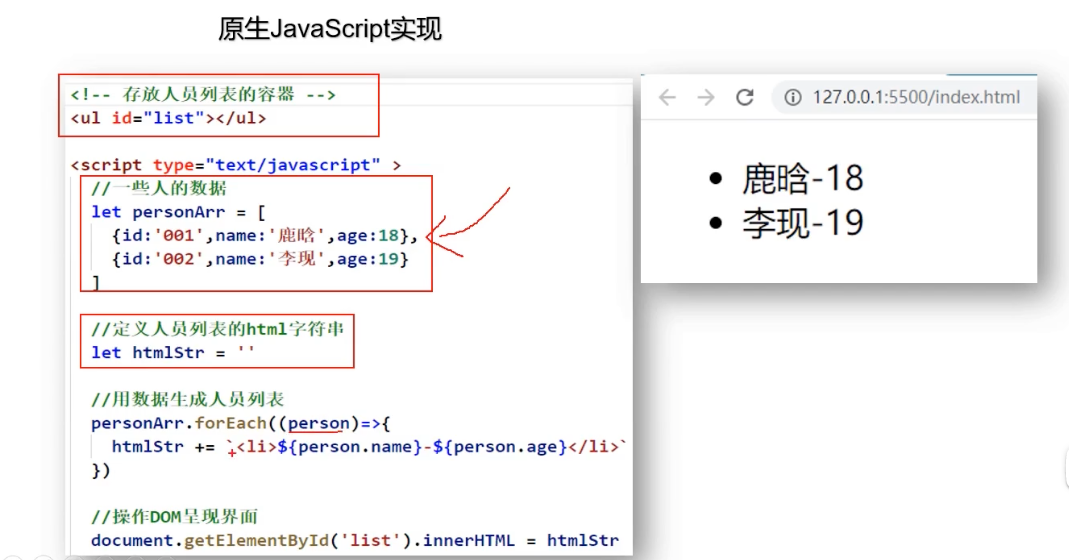 原生JavaScript实现
<!-- 存放人员列表的容器 -->
<ul id="list"></ul>
<script type="text/javascript" >
//一些人的数据
let personArr = [
{id:'001',name:'鹿晗',age:18},
{id:'002',name:'李现',age:19}
]
//定义人员列表的html字符串
let htmlStr = ''
//用数据生成人员列表
personArr.forEach((person)=>{
htmlStr += `<li>${person.name}-${person.age}</li>`
})
//操作DOM呈现界面
document.getElementById('list').innerHTML = htmlStr
127.0.0.1:5500/index.html
鹿晗-18
李现-19